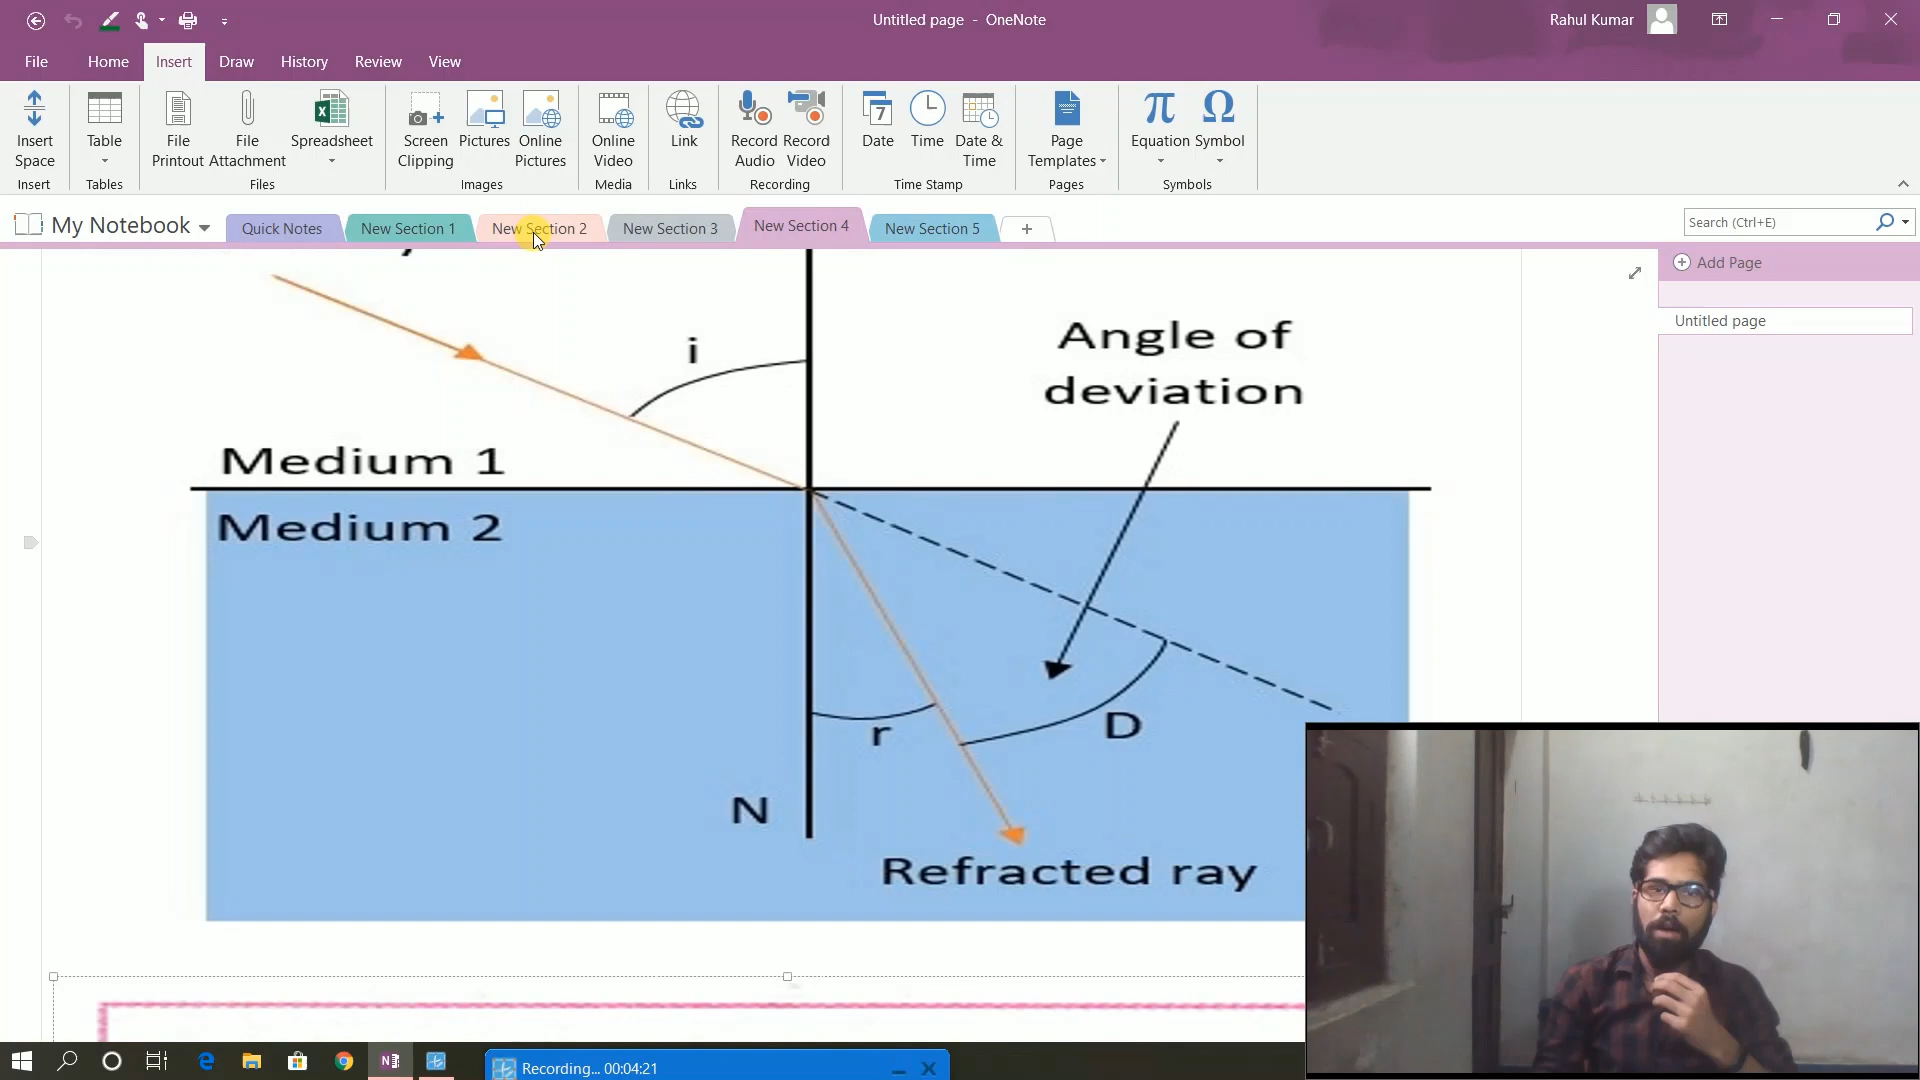 Untitled page - OneNote
Rahul Kumar
File Home Insert Draw History Review View
Insert Space
Table
File Printout
File Attachment
Spreadsheet
Screen Clipping
Pictures
Online Pictures
Online Video
Link
Record Audio
Record Video
7
Date
Time
Date & Time
Page Templates
π
Equation
Ω
Symbol
Insert Tables Files Images Media Links Recording Time Stamp Pages Symbols
My Notebook
Quick Notes New Section 1 New Section 2 New Section 3 New Section 4 New Section 5 +
Search (Ctrl+E)
Add Page
Untitled page
i
Angle of
deviation
Medium 1
Medium 2
r
D
N
Refracted ray
Recording... 00:04:21